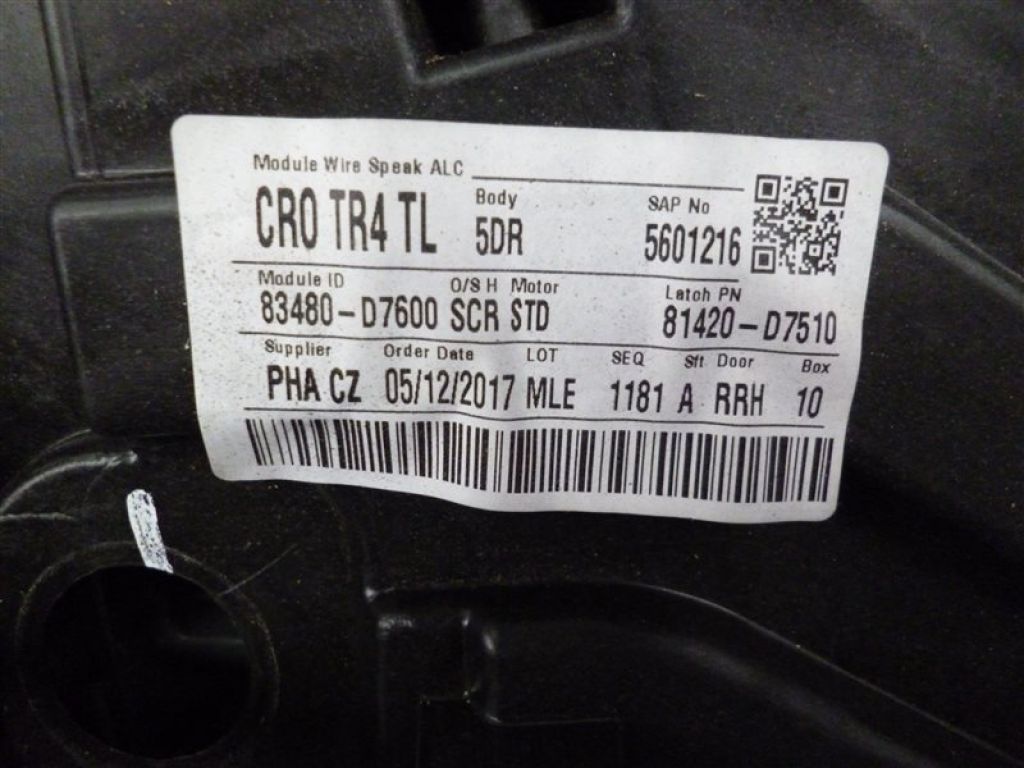 Module Wire Speak ALC
Body SAP No
CR0 TR4 TL 5DR 5601216
Module ID O/S H Motor Latch PN
83480-D7600 SCR STD 81420-D7510
Supplier Order Date LOT SEQ Sft Door Box
PHA CZ 05/12/2017 MLE 1181 A RRH 10